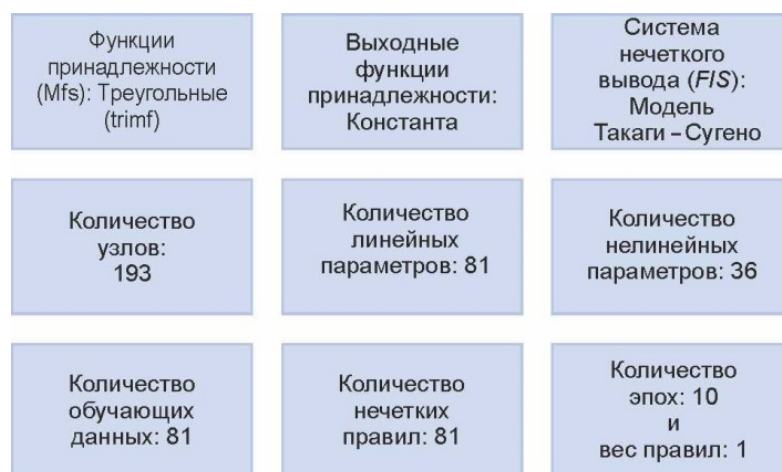 Функции
принадлежности
(Mfs): Треугольные
(trimf)
Выходные
функции
принадлежности:
Константа
Система
нечеткого
вывода (FIS):
Модель
Такаги – Сугено
Количество
узлов:
193
Количество
линейных
параметров: 81
Количество
нелинейных
параметров: 36
Количество
обучающих
данных: 81
Количество
нечетких
правил: 81
Количество
эпох: 10
и
вес правил: 1